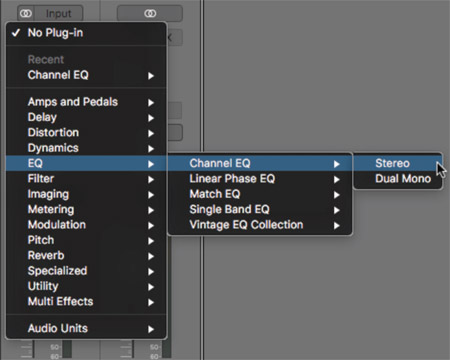 Input
✓ No Plug-in
Recent
Channel EQ
Amps and Pedals
Delay
Distortion
Dynamics
EQ
Filter
Imaging
Metering
Modulation
Pitch
Reverb
Specialized
Utility
Multi Effects
Audio Units
Channel EQ
Linear Phase EQ
Match EQ
Single Band EQ
Vintage EQ Collection
Stereo
Dual Mono
50
60
50
60